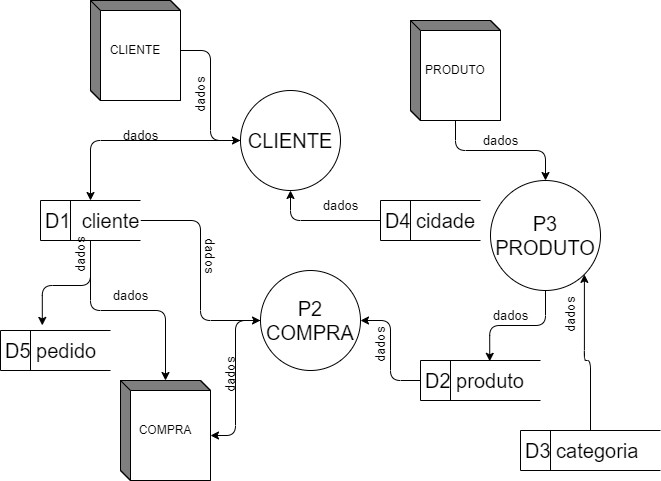 CLIENTE
PRODUTO
dados
dados
dados
CLIENTE
dados
D1 cliente
D4 cidade
P3
PRODUTO
dados
dados
dados
P2
COMPRA
dados
dados
D5 pedido
dados
dados
D2 produto
COMPRA
D3 categoria